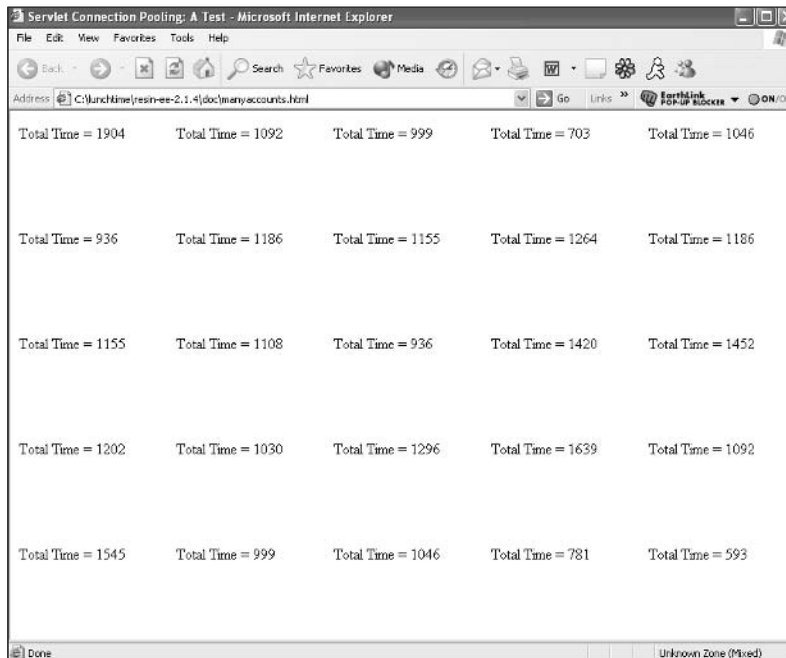 Servlet Connection Pooling: A Test - Microsoft Internet Explorer
File Edit View Favorites Tools Help
Back Search Favorites Media W
Address C:\lunchtime\resin-ee-2.1.4\doc\manyaccounts.html Go Links » EarthLink POP-UP BLOCKER ON/O
Total Time = 1904 Total Time = 1092 Total Time = 999 Total Time = 703 Total Time = 1046
Total Time = 936 Total Time = 1186 Total Time = 1155 Total Time = 1264 Total Time = 1186
Total Time = 1155 Total Time = 1108 Total Time = 936 Total Time = 1420 Total Time = 1452
Total Time = 1202 Total Time = 1030 Total Time = 1296 Total Time = 1639 Total Time = 1092
Total Time = 1545 Total Time = 999 Total Time = 1046 Total Time = 781 Total Time = 593
Done Unknown Zone (Mixed)